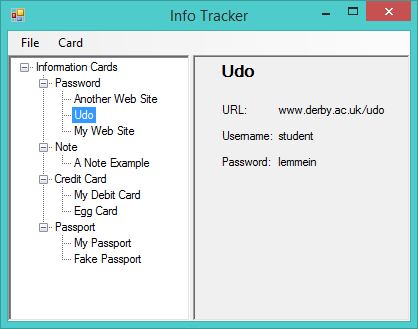 Info Tracker
File Card
Information Cards
Password
Another Web Site
Udo
My Web Site
Note
A Note Example
Credit Card
My Debit Card
Egg Card
Passport
My Passport
Fake Passport
Udo
URL: www.derby.ac.uk/udo
Username: student
Password: lemmein